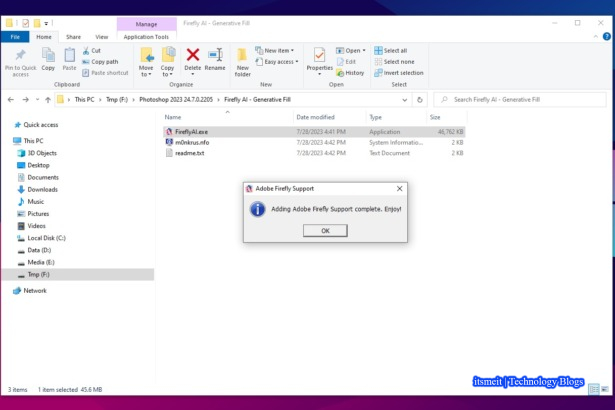 Manage
Firefly AI - Generative Fill
File
Home
Share
View
Application Tools
Pin to Quick access
Copy
Paste
Cut
Copy path
Paste shortcut
Clipboard
Move to
Copy to
Delete
Rename
Organize
New folder
New item
Easy access
New
Properties
Open
Edit
History
Open
Select all
Select none
Invert selection
Select
This PC › Tmp (F:) › Photoshop 2023 24.7.0.2205 › Firefly AI - Generative Fill
Search Firefly AI - Generative Fill
Name
Date modified
Type
Size
FireflyAI.exe 7/28/2023 4:41 PM Application 46,762 KB
m0nkrus.nfo 7/28/2023 4:42 PM System Informatio... 2 KB
readme.txt 7/28/2023 4:42 PM Text Document 2 KB
Quick access
This PC
3D Objects
Desktop
Documents
Downloads
Music
Pictures
Videos
Local Disk (C:)
Data (D:)
Media (E:)
Tmp (F:)
Network
Adobe Firefly Support
Adding Adobe Firefly Support complete. Enjoy!
OK
3 items 1 item selected 45.6 MB
itsmeit | Technology Blogs